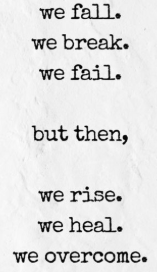 we fall.
we break.
we fail.
but then,
we rise.
we heal.
we overcome.